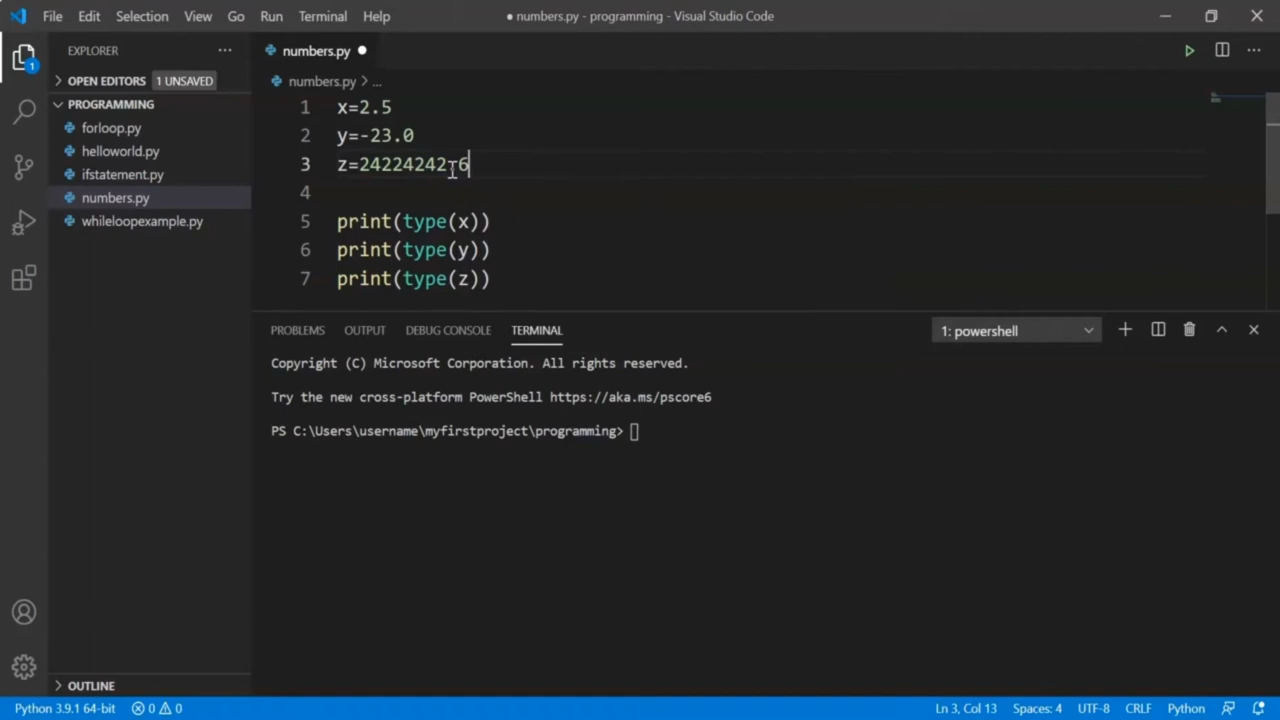 File Edit Selection View Go Run Terminal Help
● numbers.py - programming - Visual Studio Code
EXPLORER ...
OPEN EDITORS 1 UNSAVED
PROGRAMMING
forloop.py
helloworld.py
ifstatement.py
numbers.py
whileloopexample.py
OUTLINE
1
numbers.py ●
numbers.py > ...
1 x=2.5
2 y=-23.0
3 z=24224242.6
4
5 print(type(x))
6 print(type(y))
7 print(type(z))
PROBLEMS OUTPUT DEBUG CONSOLE TERMINAL
1: powershell
Copyright (C) Microsoft Corporation. All rights reserved.
Try the new cross-platform PowerShell https://aka.ms/pscore6
PS C:\Users\username\myfirstproject\programming>
Python 3.9.1 64-bit 0 0 Ln 3, Col 13 Spaces: 4 UTF-8 CRLF Python